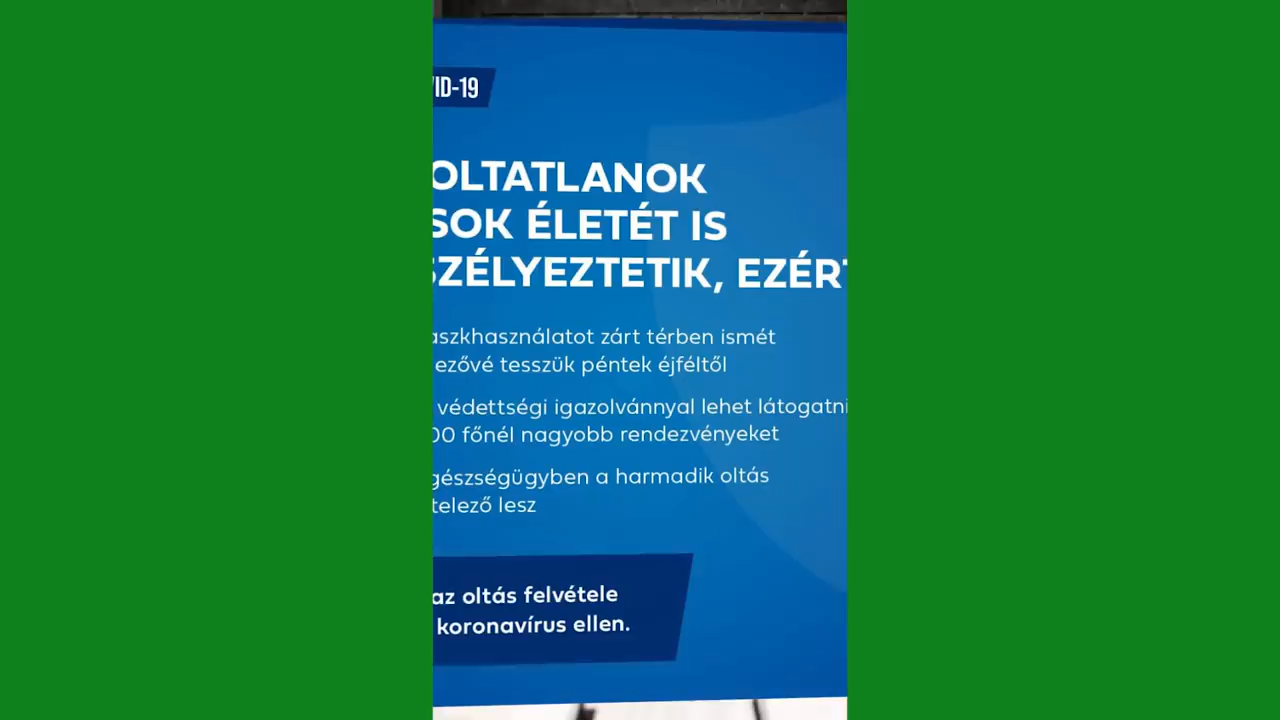 ID-19
OLTATLANOK
SOK ÉLETÉT IS
SZÉLYEZTETIK, EZÉRT
aszkhasználatot zárt térben ismét
ezővé tesszük péntek éjféltől
védettségi igazolvánnyal lehet látogatni
00 főnél nagyobb rendezvényeket
gészségügyben a harmadik oltás
telező lesz
az oltás felvétele
koronavírus ellen.